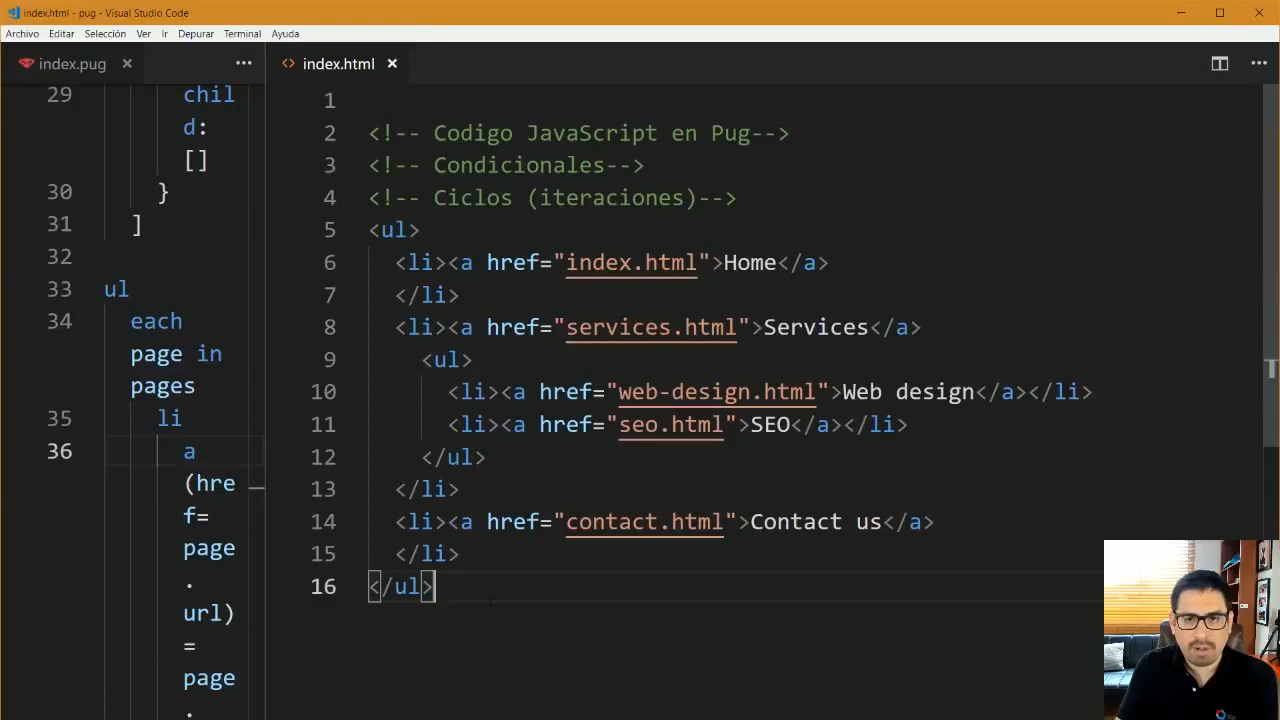 index.html - pug - Visual Studio Code
Archivo Editar Selección Ver Ir Depurar Terminal Ayuda
index.pug
29 chil
d:
[]
30 }
31 ]
32
33 ul
34 each
page in
pages
35 li
36 a
(hre
f=
page
.
url)
=
page
.
index.html
1
2 <!-- Codigo JavaScript en Pug-->
3 <!-- Condicionales-->
4 <!-- Ciclos (iteraciones)-->
5 <ul>
6 <li><a href="index.html">Home</a>
7 </li>
8 <li><a href="services.html">Services</a>
9 <ul>
10 <li><a href="web-design.html">Web design</a></li>
11 <li><a href="seo.html">SEO</a></li>
12 </ul>
13 </li>
14 <li><a href="contact.html">Contact us</a>
15 </li>
16 </ul>